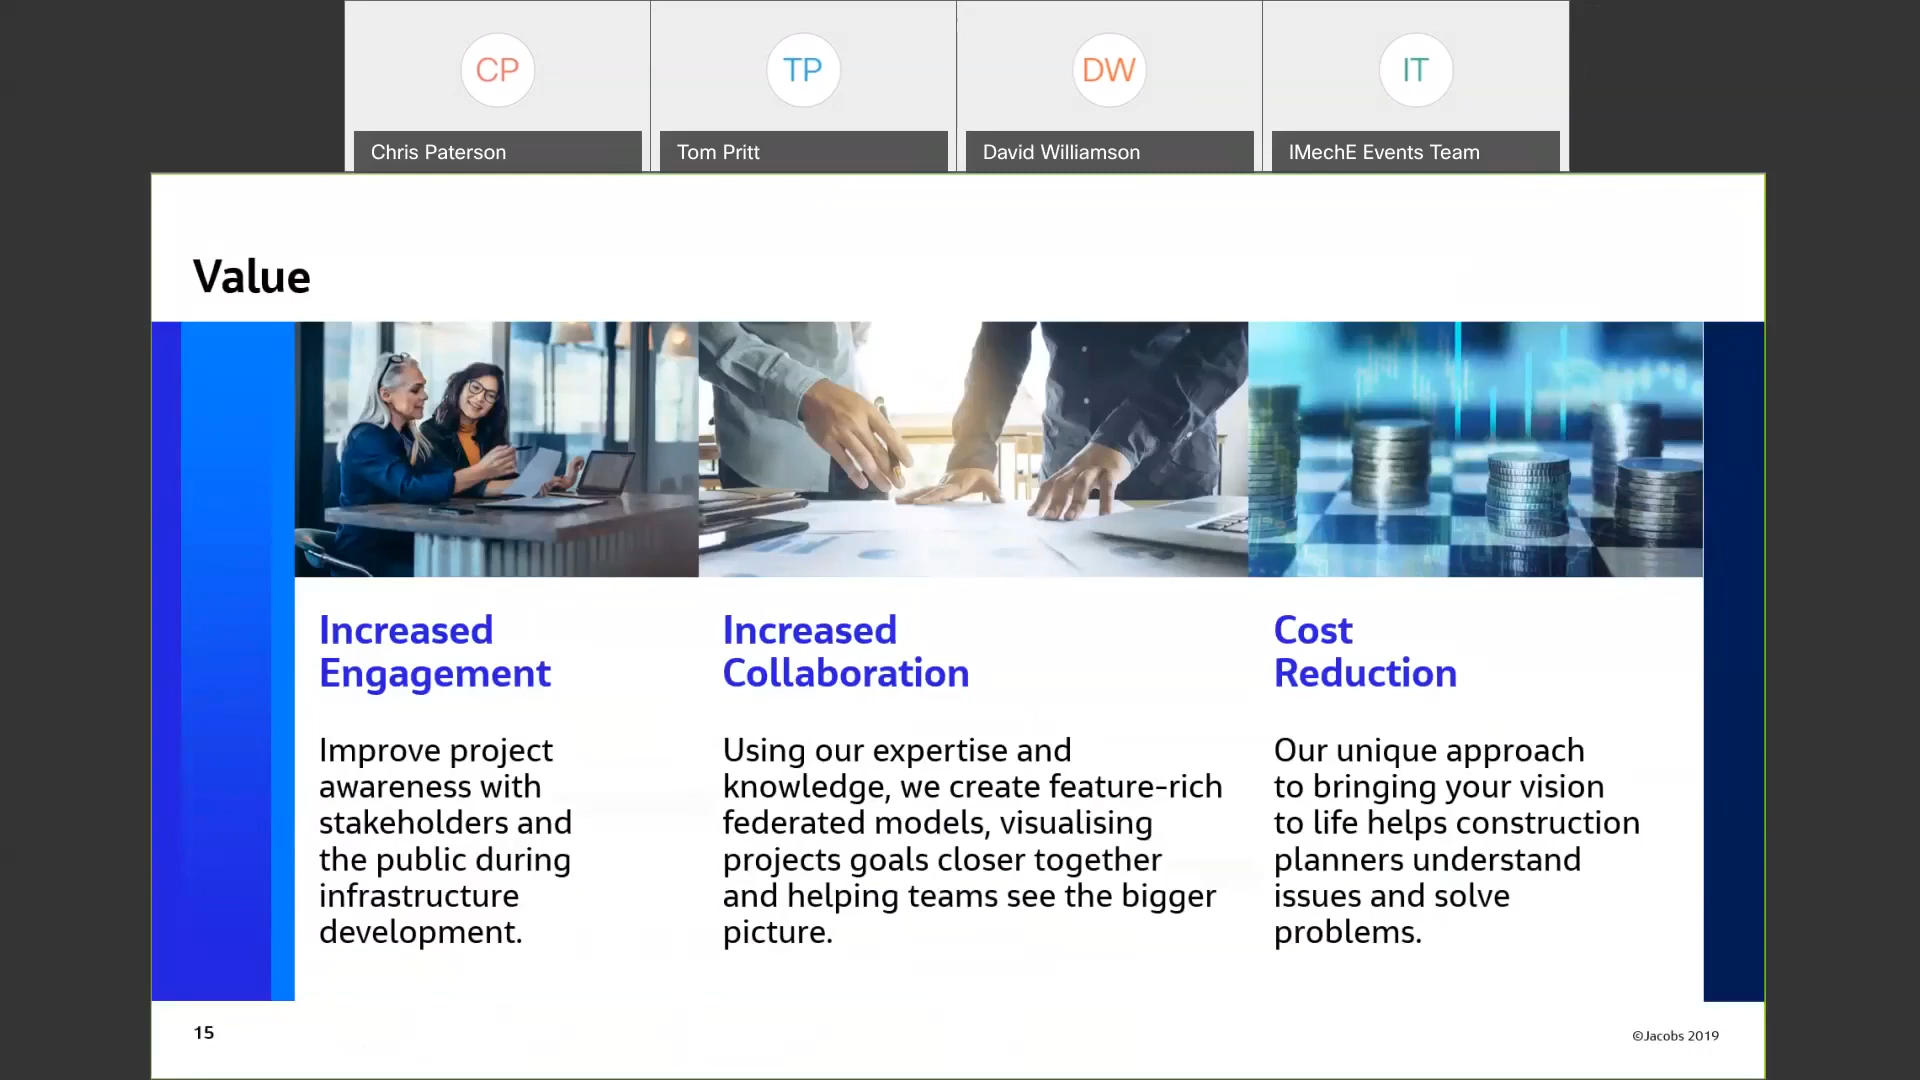 CP
TP
DW
IT
Chris Paterson
Tom Pritt
David Williamson
IMechE Events Team
Value
Increased
Engagement
Improve project
awareness with
stakeholders and
the public during
infrastructure
development.
Increased
Collaboration
Using our expertise and
knowledge, we create feature-rich
federated models, visualising
projects goals closer together
and helping teams see the bigger
picture.
Cost
Reduction
Our unique approach
to bringing your vision
to life helps construction
planners understand
issues and solve
problems.
15
©Jacobs 2019